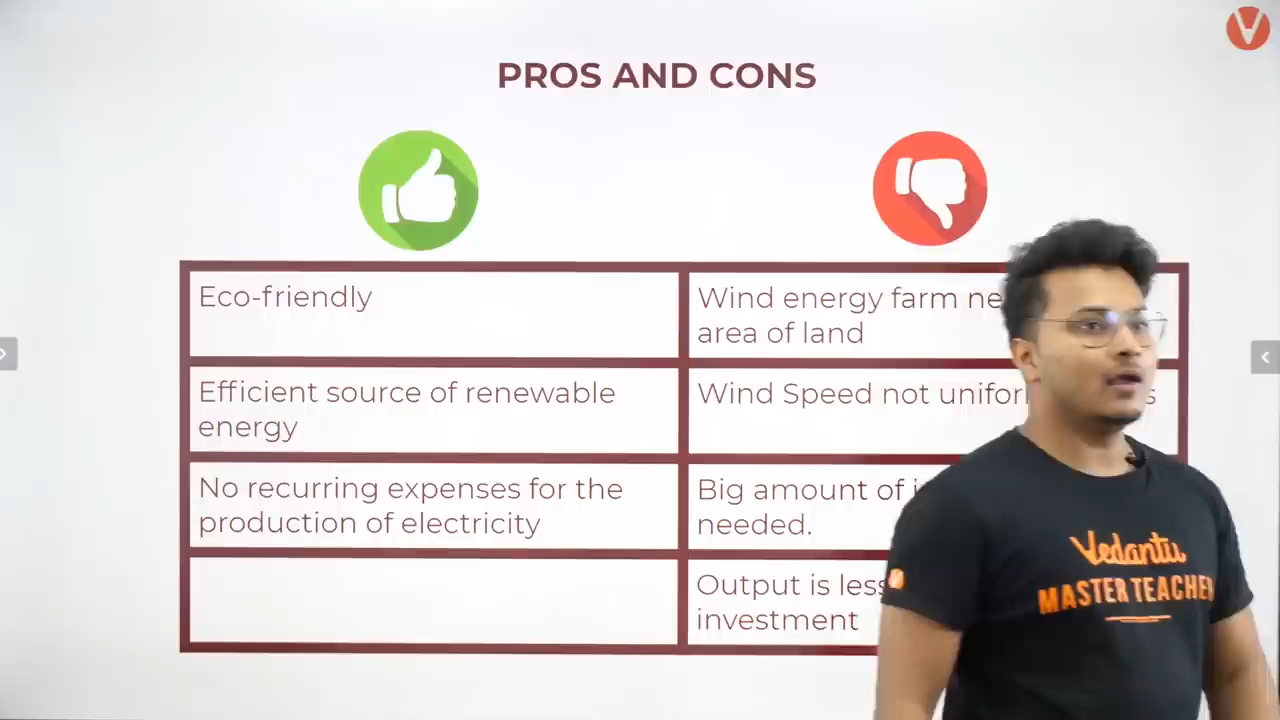 PROS AND CONS
Eco-friendly
Wind energy farm
area of land
Efficient source of renewable
energy
Wind Speed not
No recurring expenses for the
production of electricity
Big amount of
needed.
Output is less
investment
Vedantu
MASTER TEACHER